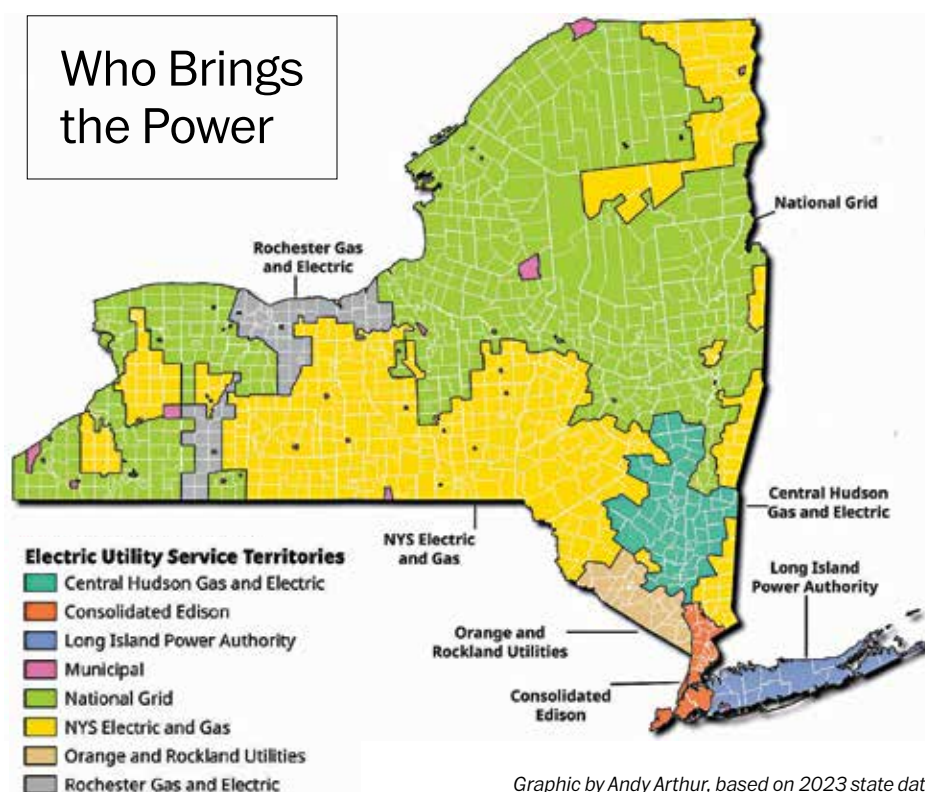 Who Brings
the Power
National Grid
Rochester Gas
and Electric
Central Hudson
Gas and Electric
NYS Electric
and Gas
Long Island
Power Authority
Orange and
Rockland Utilities
Consolidated
Edison
Electric Utility Service Territories
Central Hudson Gas and Electric
Consolidated Edison
Long Island Power Authority
Municipal
National Grid
NYS Electric and Gas
Orange and Rockland Utilities
Rochester Gas and Electric
Graphic by Andy Arthur, based on 2023 state dat